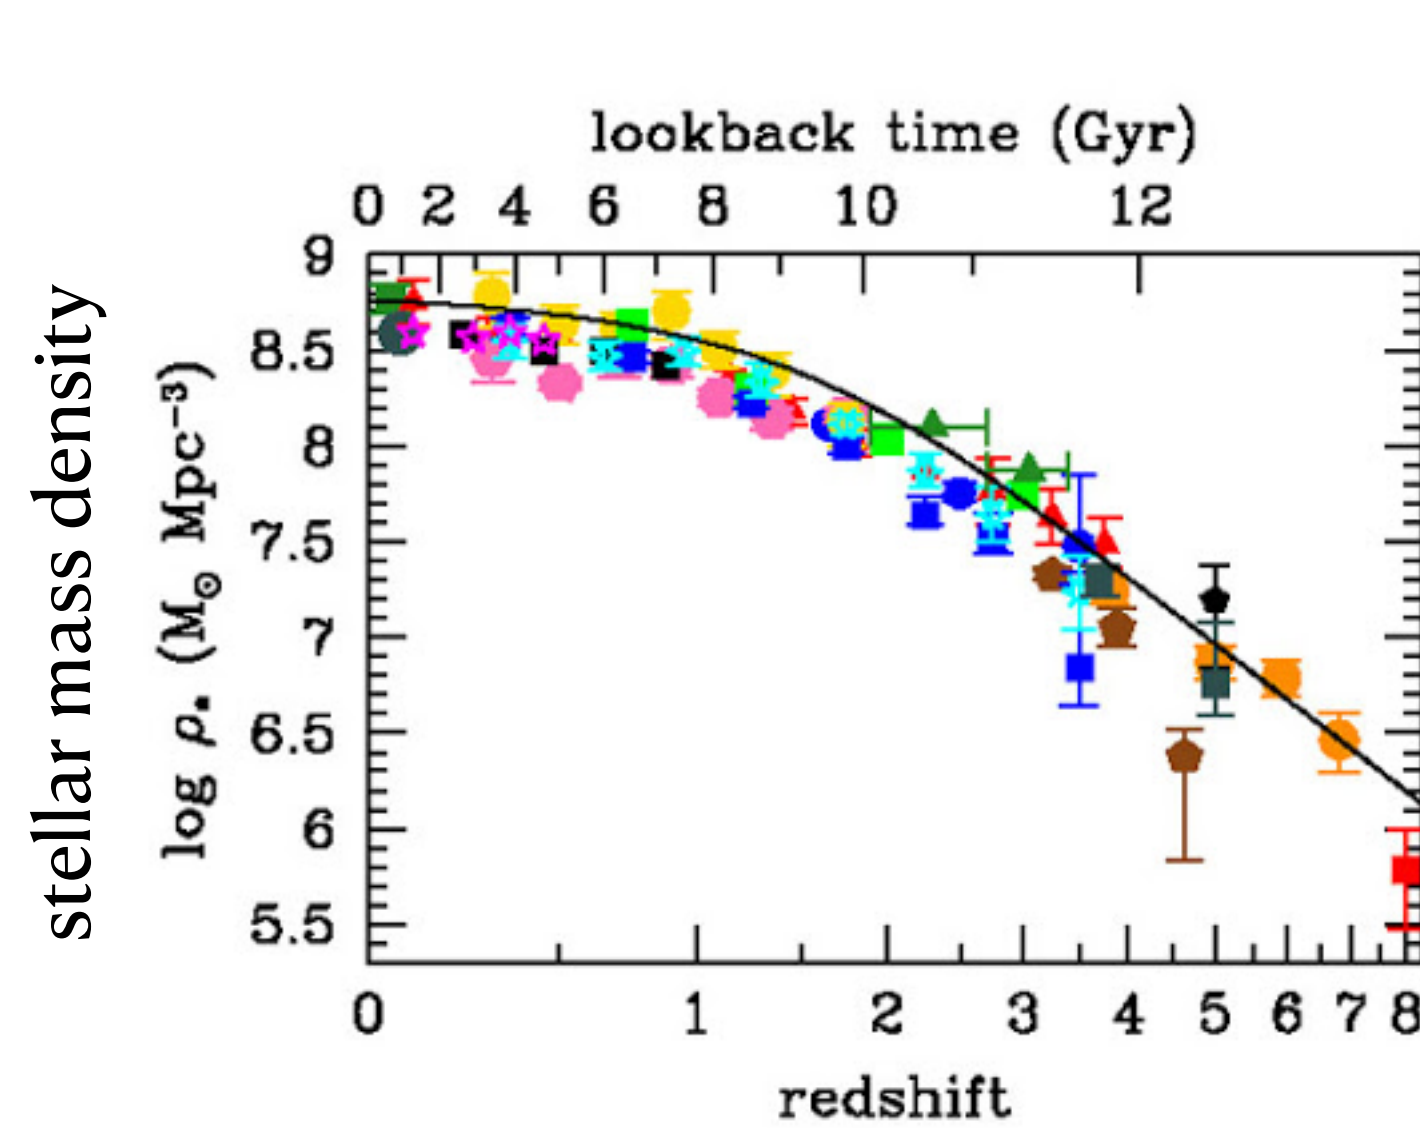 lookback time (Gyr)
0 2 4 6 8 10 12
stellar mass density
log ρ* (M⊙ Mpc⁻³)
9
8.5
8
7.5
7
6.5
6
5.5
0 1 2 3 4 5 6 7 8
redshift